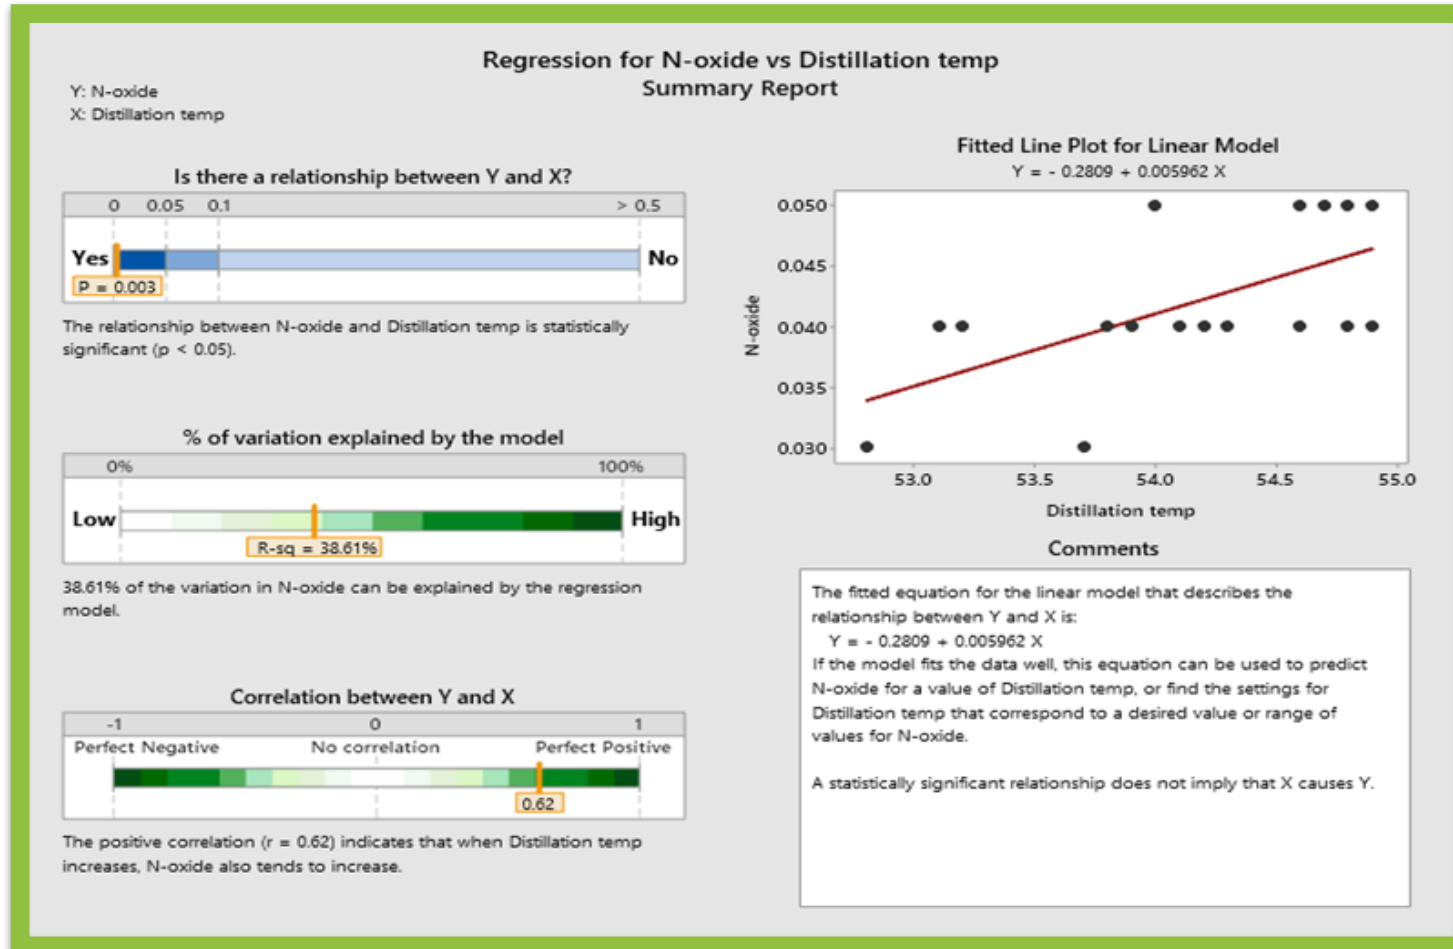 Regression for N-oxide vs Distillation temp
Summary Report
Y: N-oxide
X: Distillation temp
Is there a relationship between Y and X?
0 0.05 0.1 > 0.5
Yes No
P = 0.003
The relationship between N-oxide and Distillation temp is statistically
significant (p < 0.05).
% of variation explained by the model
0% 100%
Low High
R-sq = 38.61%
38.61% of the variation in N-oxide can be explained by the regression
model.
Correlation between Y and X
-1 0 1
Perfect Negative No correlation Perfect Positive
0.62
The positive correlation (r = 0.62) indicates that when Distillation temp
increases, N-oxide also tends to increase.
Fitted Line Plot for Linear Model
Y = - 0.2809 + 0.005962 X
0.050
0.045
0.040
0.035
0.030
N-oxide
53.0 53.5 54.0 54.5 55.0
Distillation temp
Comments
The fitted equation for the linear model that describes the
relationship between Y and X is:
Y = - 0.2809 + 0.005962 X
If the model fits the data well, this equation can be used to predict
N-oxide for a value of Distillation temp, or find the settings for
Distillation temp that correspond to a desired value or range of
values for N-oxide.
A statistically significant relationship does not imply that X causes Y.